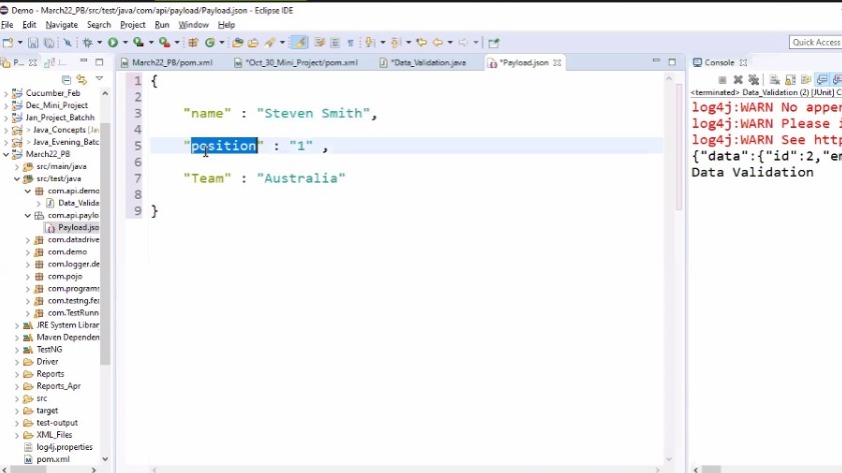 Demo - March22_PB/src/test/java/com/api/payload/Payload.json - Eclipse IDE
File Edit Navigate Search Project Run Window Help
Quick Access
P...
March22_PB/pom.xml
*Oct_30_Mini_Project/pom.xml
*Data_Validation.java
*Payload.json
Console
Cucumber_Feb
Dec_Mini_Project
Jan_Project_Batchh
> Java_Concepts (
> Java_Evening_Batc
March22_PB
src/main/java
src/test/java
com.api.demo
Data_Valida
com.api.paylo
Payload.jso
com.datadrive
com.demo
com.logger.de
com.pojo
com.programs
com.testng.fea
com.TestRunn
JRE System Librar
Maven Dependen
TestNG
Driver
Reports
Reports_Apr
src
target
test-output
XML_Files
log4j.properties
pom.xml
1 {
2
3 "name" : "Steven Smith",
4
5 "position" : "1" ,
6
7 "Team" : "Australia"
8
9 }
<terminated> Data_Validation (2) [JUnit] C
log4j:WARN No appen
log4j:WARN Please i
log4j:WARN See http
{"data":{"id":2,"em
Data Validation